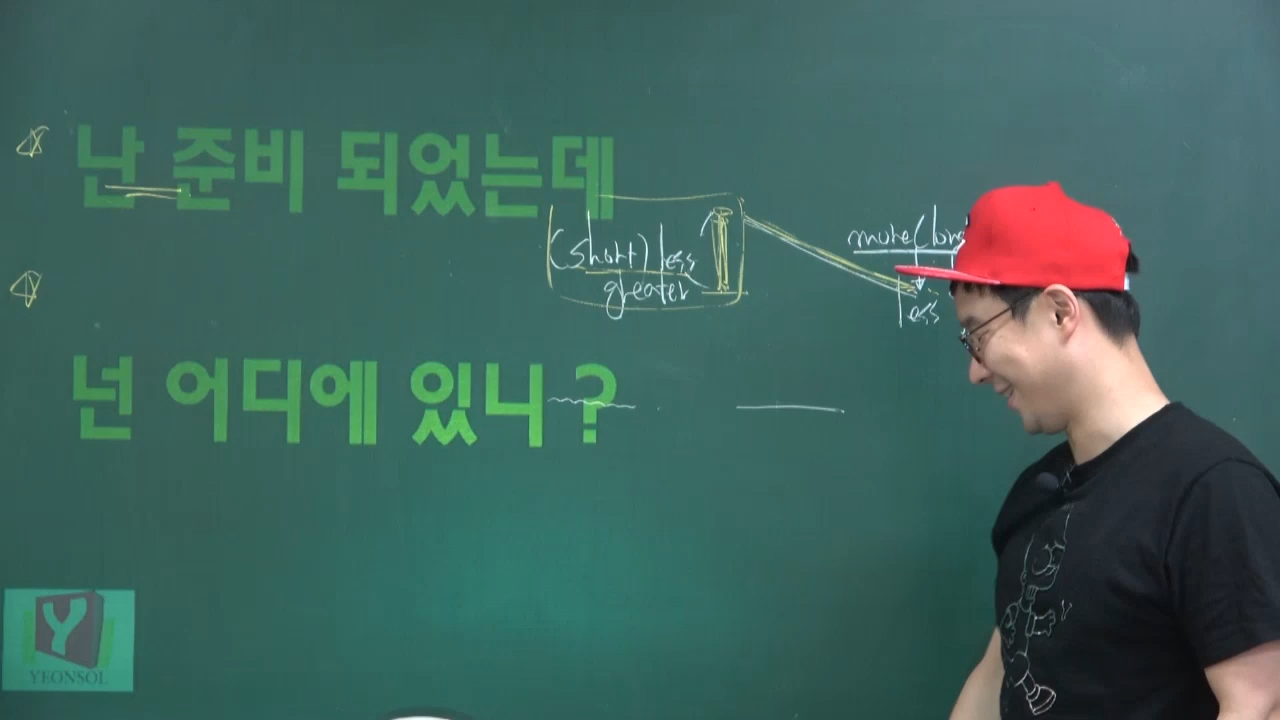 난 준비 되었는데
(short) less
greater
more(long
less
넌 어디에 있니?
Y
YEONSOL